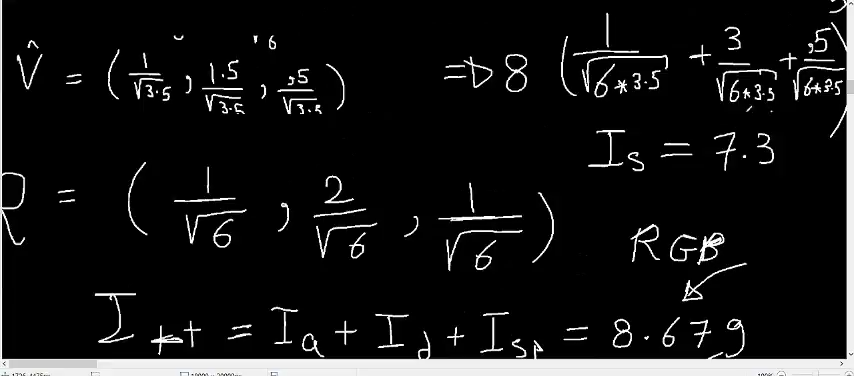 V̂ = (1/√3.5, 1.5/√3.5, .5/√3.5) ⇒ 8 (1/√6*3.5 + 3/√6*3.5 + .5/√6*3.5)
Is = 7.3
R = (1/√6, 2/√6, 1/√6)
RGB
I = Ia + Id + Isp = 8.679